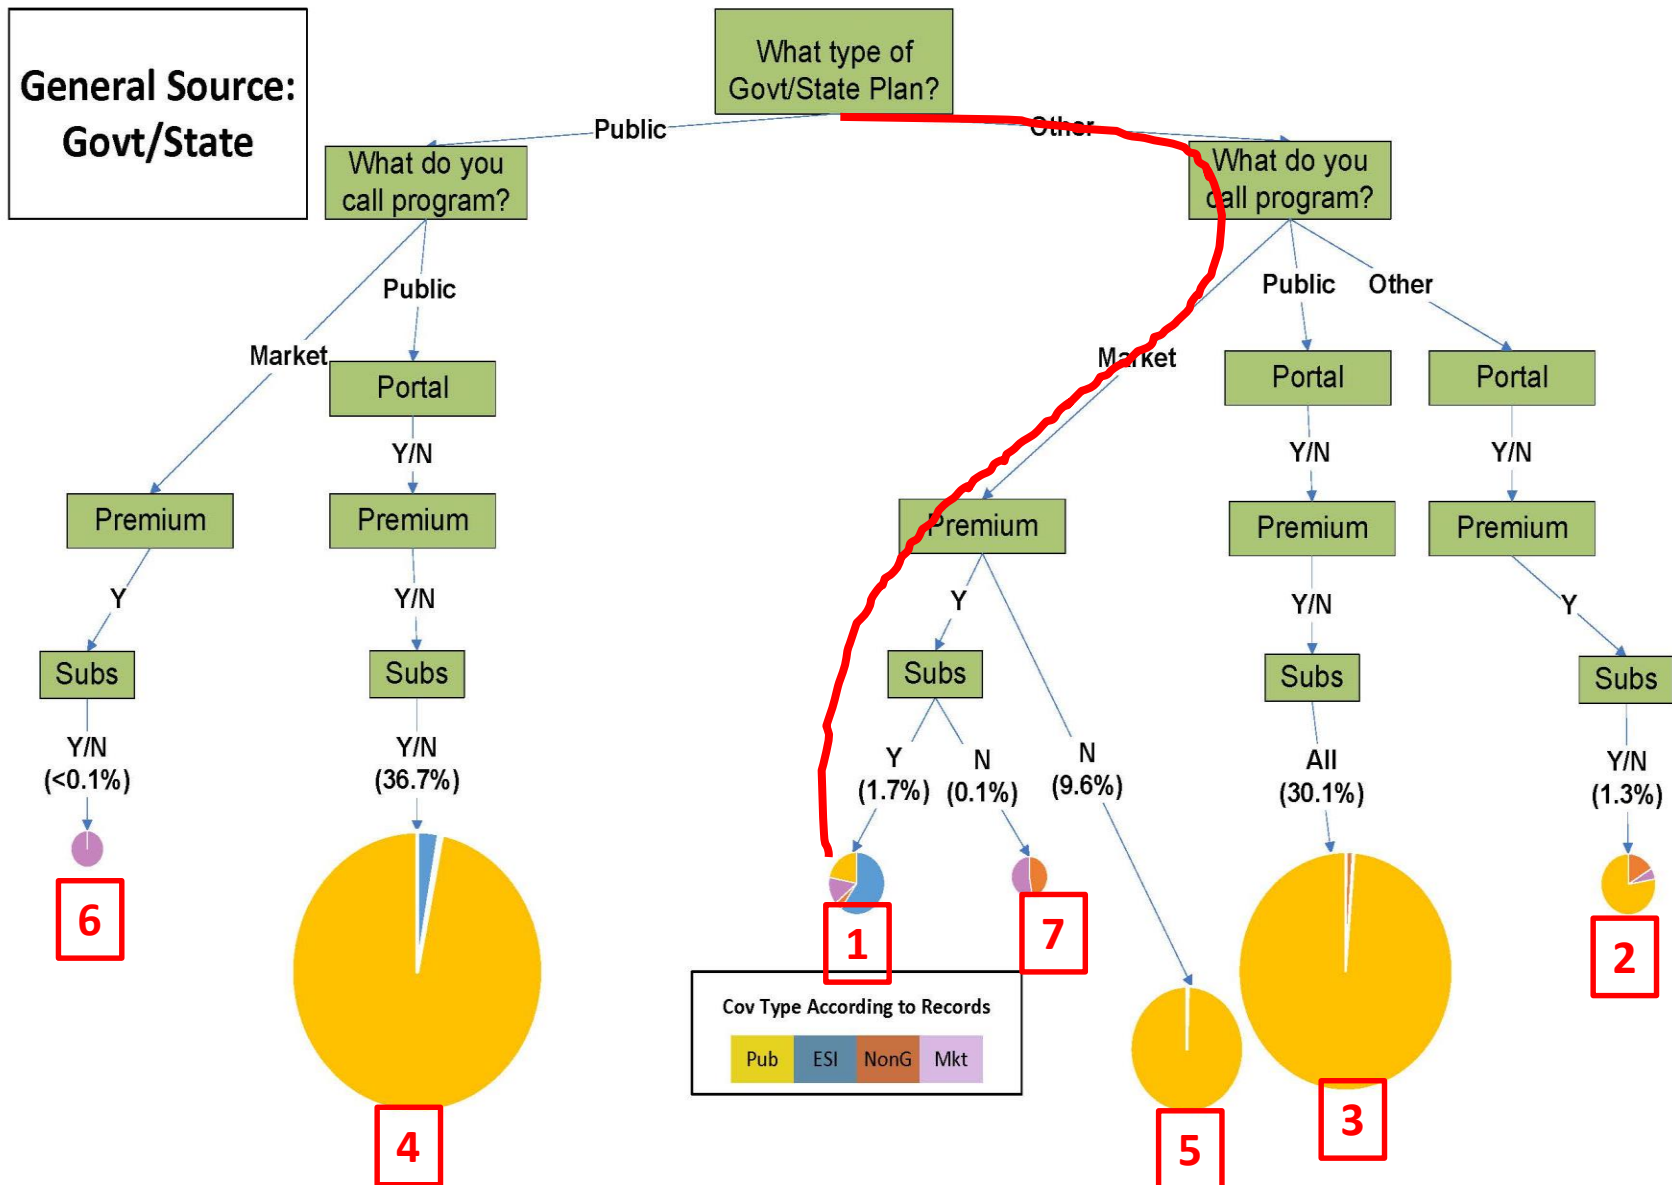 General Source:
Govt/State
What type of
Govt/State Plan?
Public
Other
What do you
call program?
What do you
call program?
Public
Public
Other
Market
Market
Portal
Portal
Portal
Y/N
Y/N
Y/N
Premium
Premium
Premium
Premium
Premium
Y
Y/N
Y
Y/N
Y
Subs
Subs
Subs
Subs
Subs
Y/N
(<0.1%)
Y/N
(36.7%)
Y
(1.7%)
N
(0.1%)
N
(9.6%)
All
(30.1%)
Y/N
(1.3%)
6
1
7
2
Cov Type According to Records
Pub ESI NonG Mkt
4
5
3